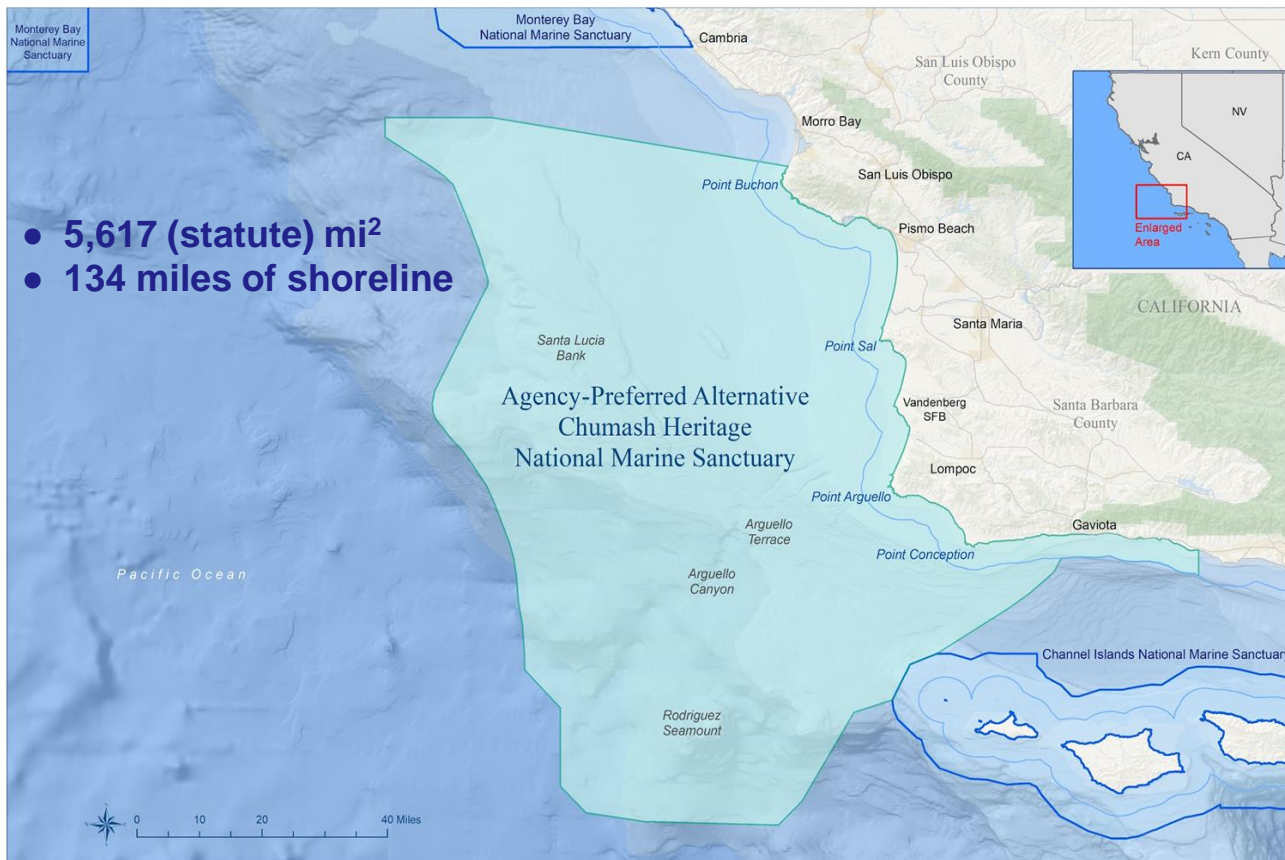 Monterey Bay
National Marine
Sanctuary
Monterey Bay
National Marine Sanctuary
Cambria
San Luis Obispo
County
Kern County
NV
CA
Enlarged
Area
Morro Bay
San Luis Obispo
Point Buchon
Pismo Beach
● 5,617 (statute) mi²
● 134 miles of shoreline
CALIFORNIA
Santa Maria
Point Sal
Santa Lucia
Bank
Agency-Preferred Alternative
Chumash Heritage
National Marine Sanctuary
Vandenberg
SFB
Santa Barbara
County
Lompoc
Point Arguello
Arguello
Terrace
Gaviota
Point Conception
Pacific Ocean
Arguello
Canyon
Channel Islands National Marine Sanctuary
Rodriguez
Seamount
0 10 20 40 Miles